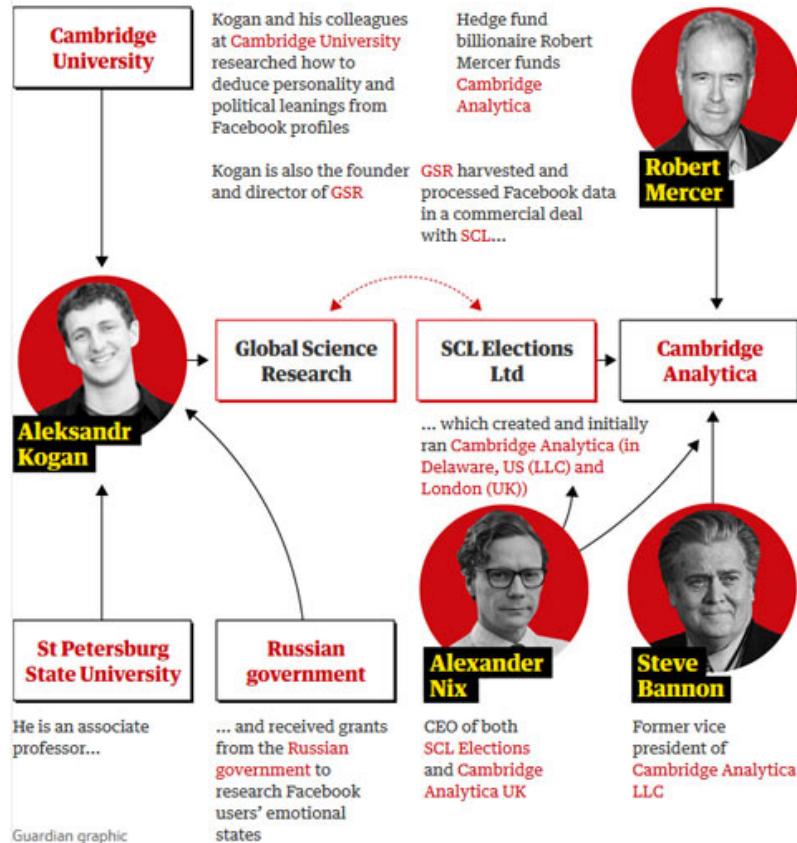 Cambridge
University
Kogan and his colleagues
at Cambridge University
researched how to
deduce personality and
political leanings from
Facebook profiles
Hedge fund
billionaire Robert
Mercer funds
Cambridge
Analytica
Robert
Mercer
Kogan is also the founder
and director of GSR
GSR harvested and
processed Facebook data
in a commercial deal
with SCL...
Aleksandr
Kogan
Global Science
Research
SCL Elections
Ltd
Cambridge
Analytica
... which created and initially
ran Cambridge Analytica (in
Delaware, US (LLC) and
London (UK))
St Petersburg
State University
Russian
government
Alexander
Nix
Steve
Bannon
He is an associate
professor...
... and received grants
from the Russian
government to
research Facebook
users' emotional
states
CEO of both
SCL Elections
and Cambridge
Analytica UK
Former vice
president of
Cambridge Analytica
LLC
Guardian graphic